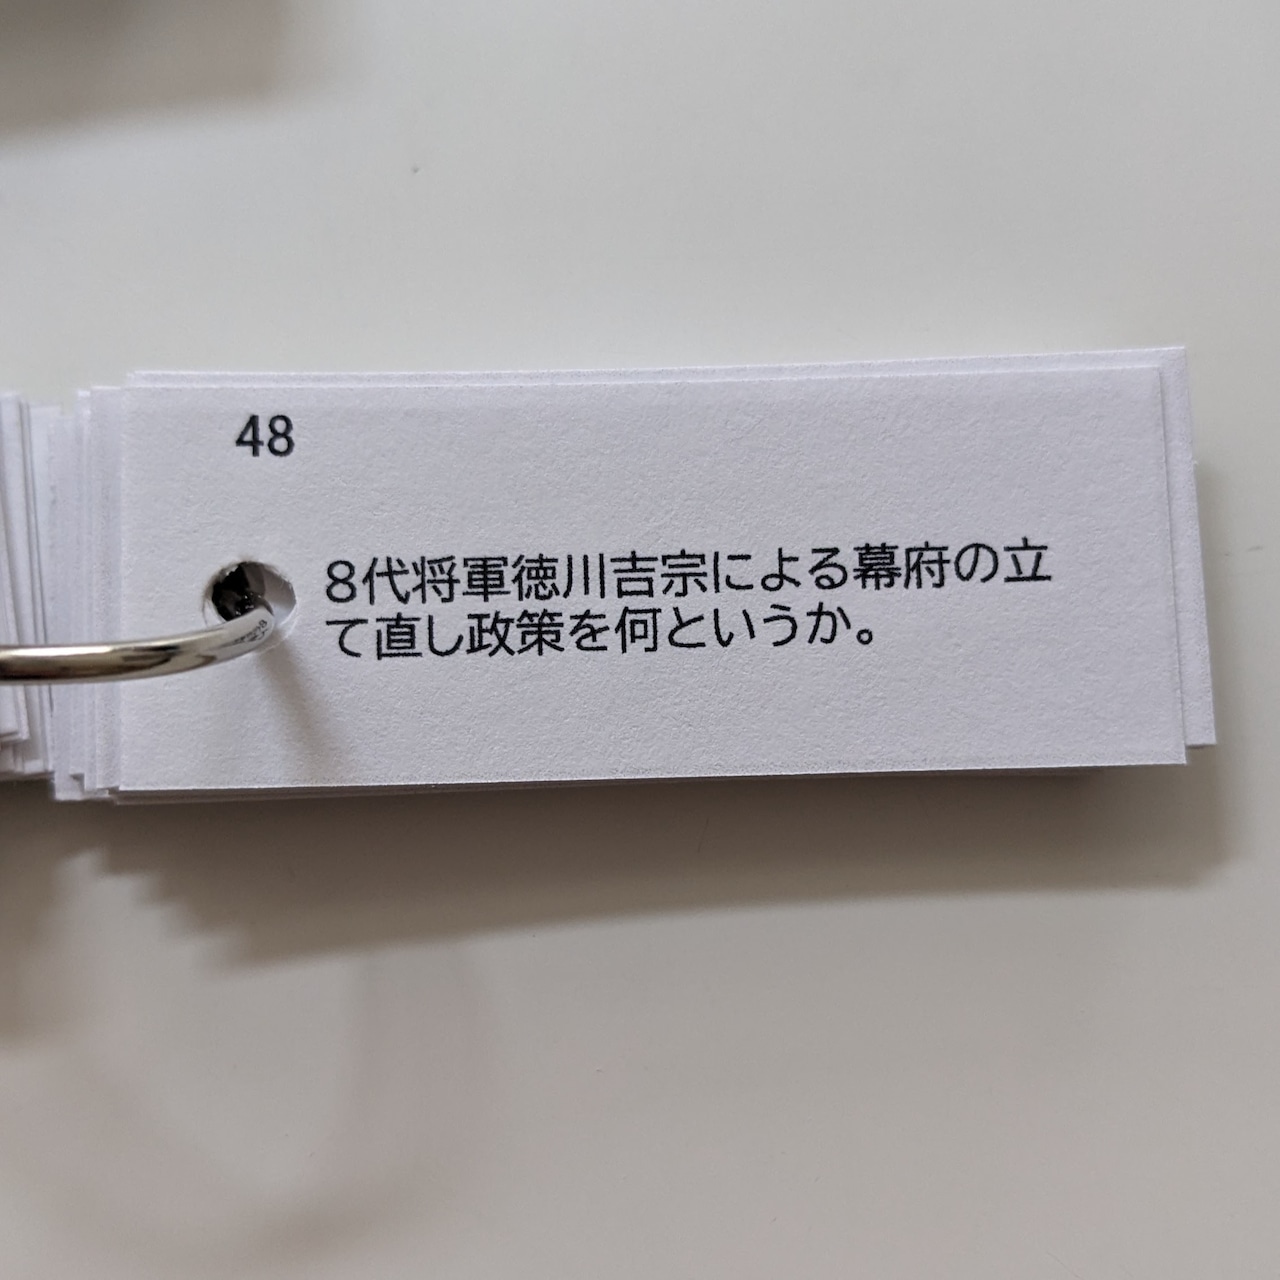 48
8代将軍徳川吉宗による幕府の立
て直し政策を何というか。